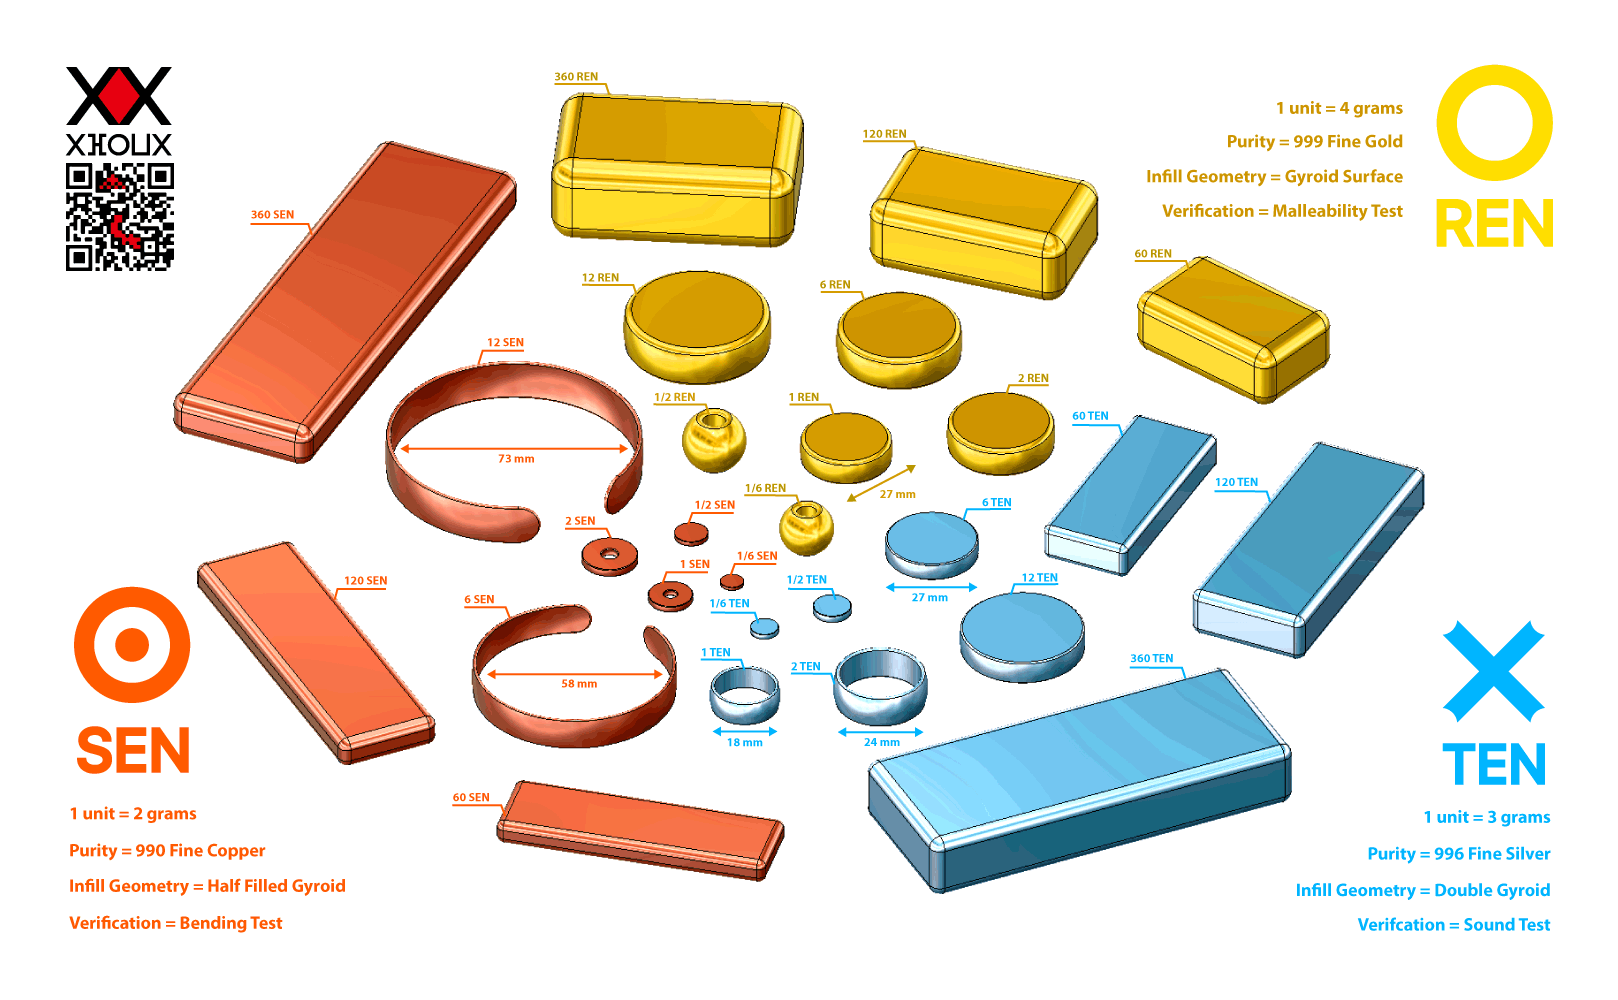 XHOUX
360 REN
120 REN
1 unit = 4 grams
Purity = 999 Fine Gold
Infill Geometry = Gyroid Surface
Verification = Malleability Test
REN
360 SEN
60 REN
12 REN
6 REN
12 SEN
73 mm
1/2 REN
1 REN
2 REN
27 mm
60 TEN
120 TEN
1/6 REN
1/2 SEN
2 SEN
6 TEN
27 mm
1/6 SEN
1 SEN
1/2 TEN
12 TEN
120 SEN
6 SEN
58 mm
1/6 TEN
1 TEN
18 mm
2 TEN
24 mm
360 TEN
60 SEN
SEN
1 unit = 2 grams
Purity = 990 Fine Copper
Infill Geometry = Half Filled Gyroid
Verification = Bending Test
TEN
1 unit = 3 grams
Purity = 996 Fine Silver
Infill Geometry = Double Gyroid
Verifcation = Sound Test